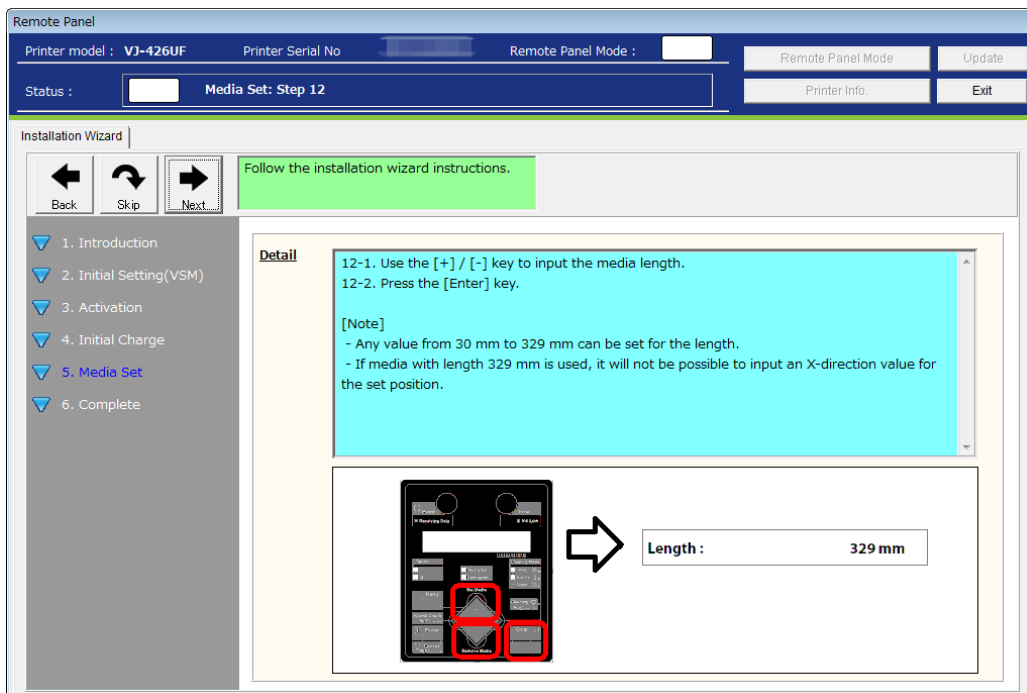 Remote Panel
Printer model : VJ-426UF Printer Serial No Remote Panel Mode :
Remote Panel Mode Update
Status : Media Set: Step 12
Printer Info. Exit
Installation Wizard
Back Skip Next
Follow the installation wizard instructions.
1. Introduction
2. Initial Setting(VSM)
3. Activation
4. Initial Charge
5. Media Set
6. Complete
Detail
12-1. Use the [+] / [-] key to input the media length.
12-2. Press the [Enter] key.
[Note]
- Any value from 30 mm to 329 mm can be set for the length.
- If media with length 329 mm is used, it will not be possible to input an X-direction value for
the set position.
Length : 329 mm